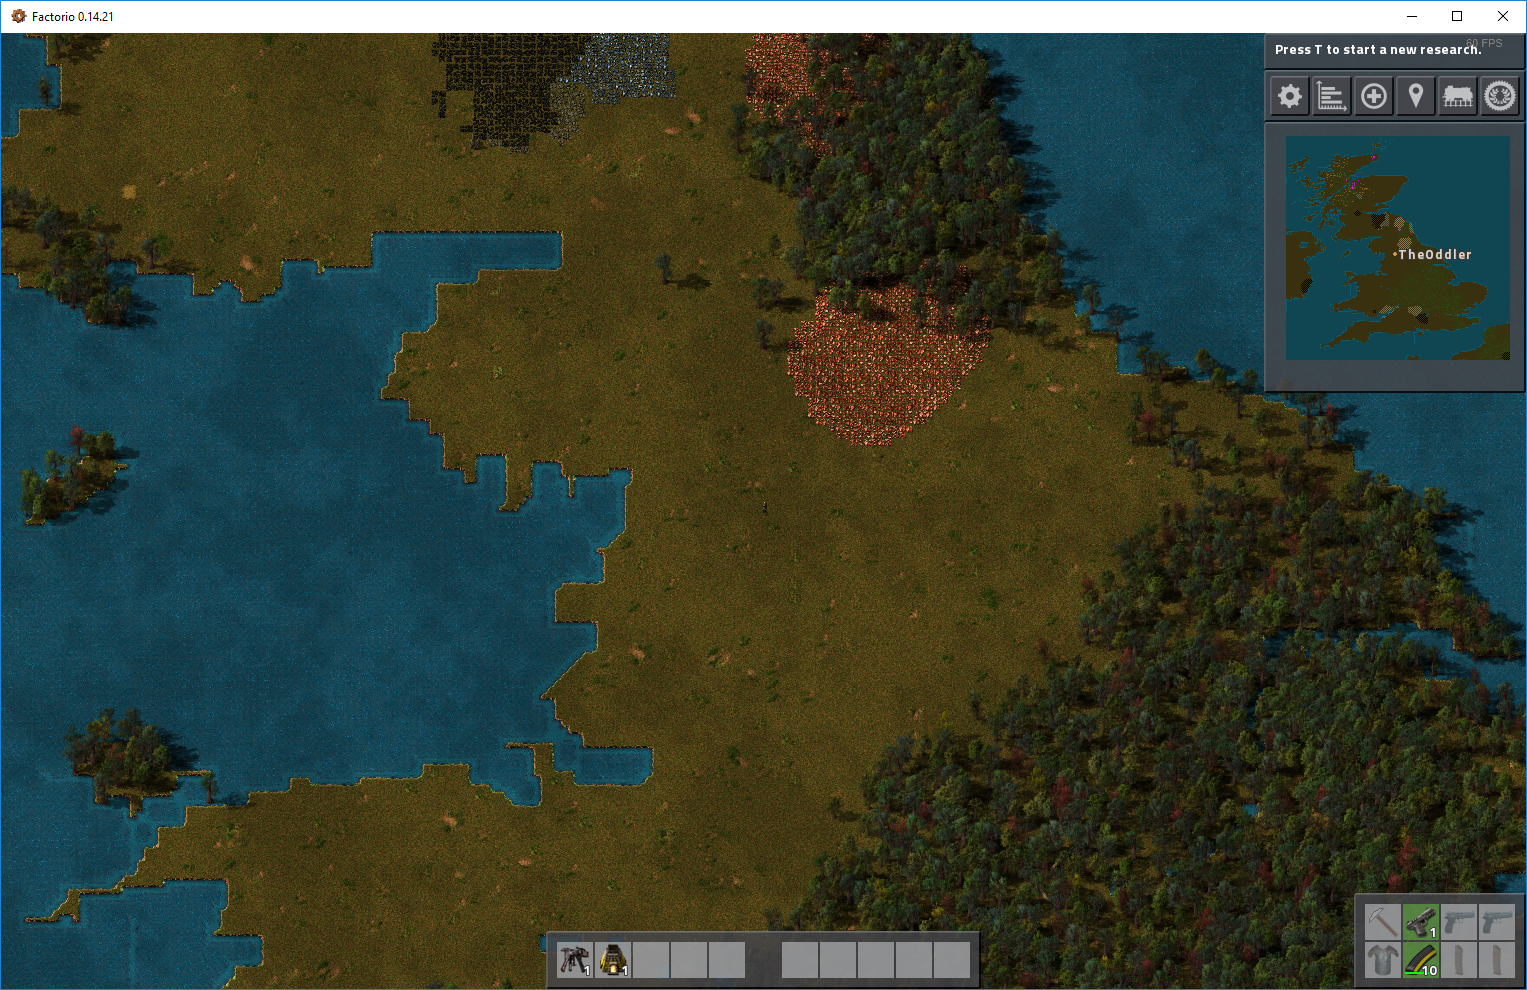 Factorio 0.14.21
60 FPS
Press T to start a new research.
TheOddler
1
1
1
10